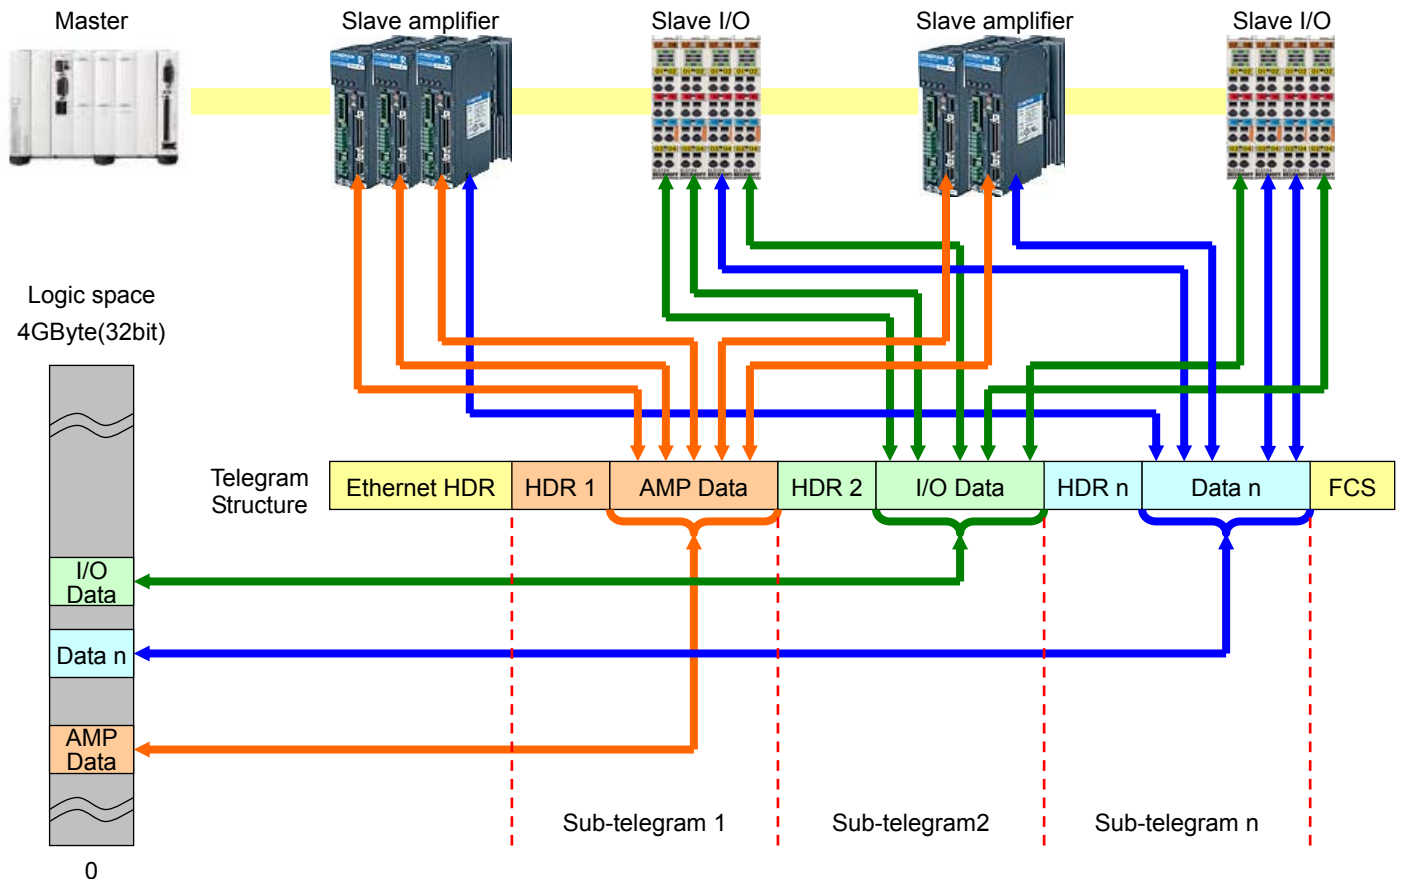 Master
Slave amplifier
Slave I/O
Slave amplifier
Slave I/O
Logic space
4GByte(32bit)
Telegram
Structure
Ethernet HDR
HDR 1
AMP Data
HDR 2
I/O Data
HDR n
Data n
FCS
I/O
Data
Data n
AMP
Data
Sub-telegram 1
Sub-telegram2
Sub-telegram n
0